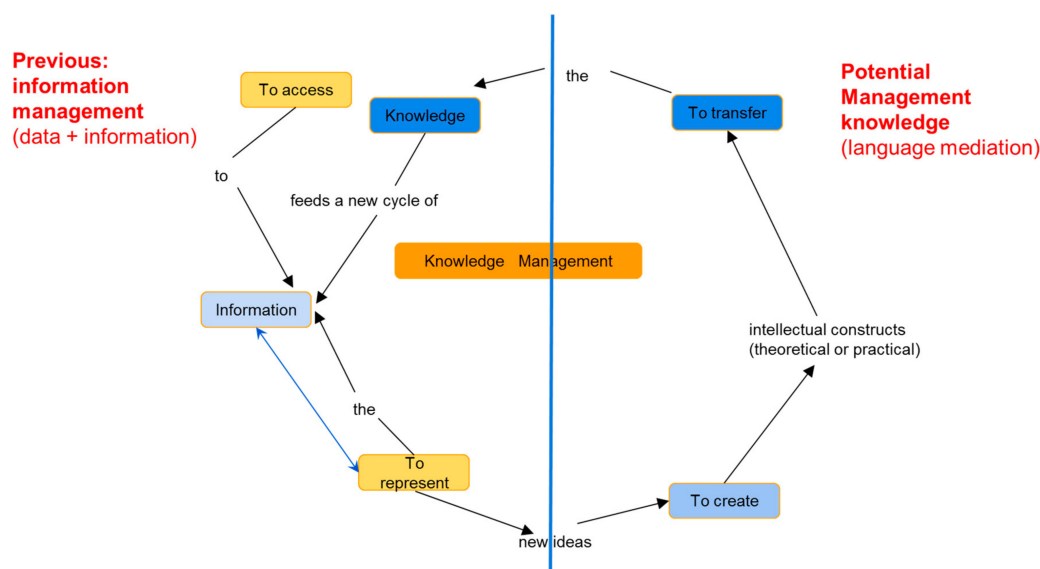 Previous:
information
management
(data + information)
To access
Knowledge
the
To transfer
Potential
Management
knowledge
(language mediation)
to
feeds a new cycle of
Knowledge Management
Information
intellectual constructs
(theoretical or practical)
the
To
represent
To create
new ideas